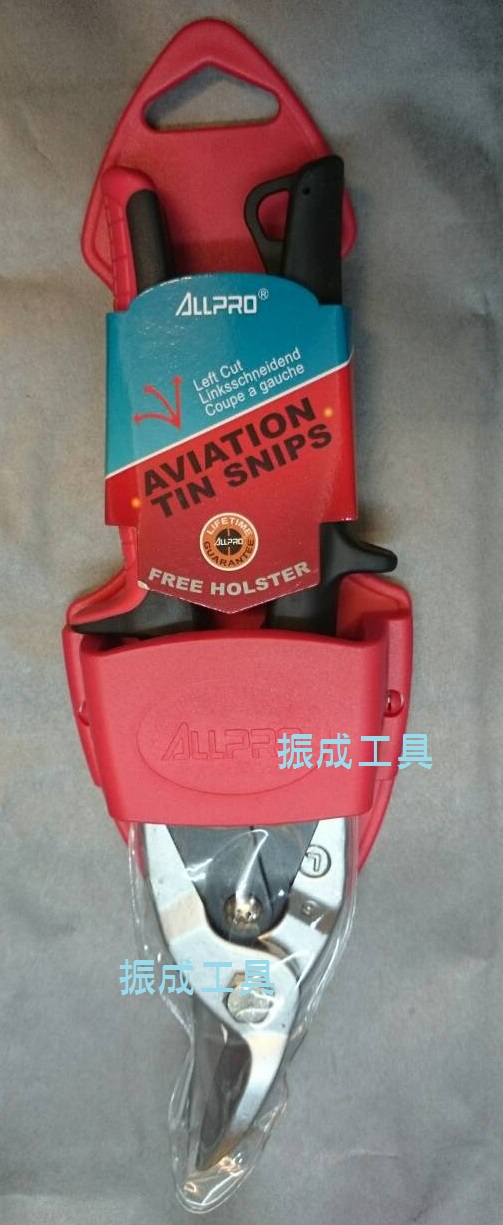 ALLPRO®
Left Cut
Linksschneidend
Coupe a gauche
AVIATION
TIN SNIPS
LIFETIME
ALLPRO
GUARANTEE
FREE HOLSTER
ALLPRO
振成工具
L
振成工具